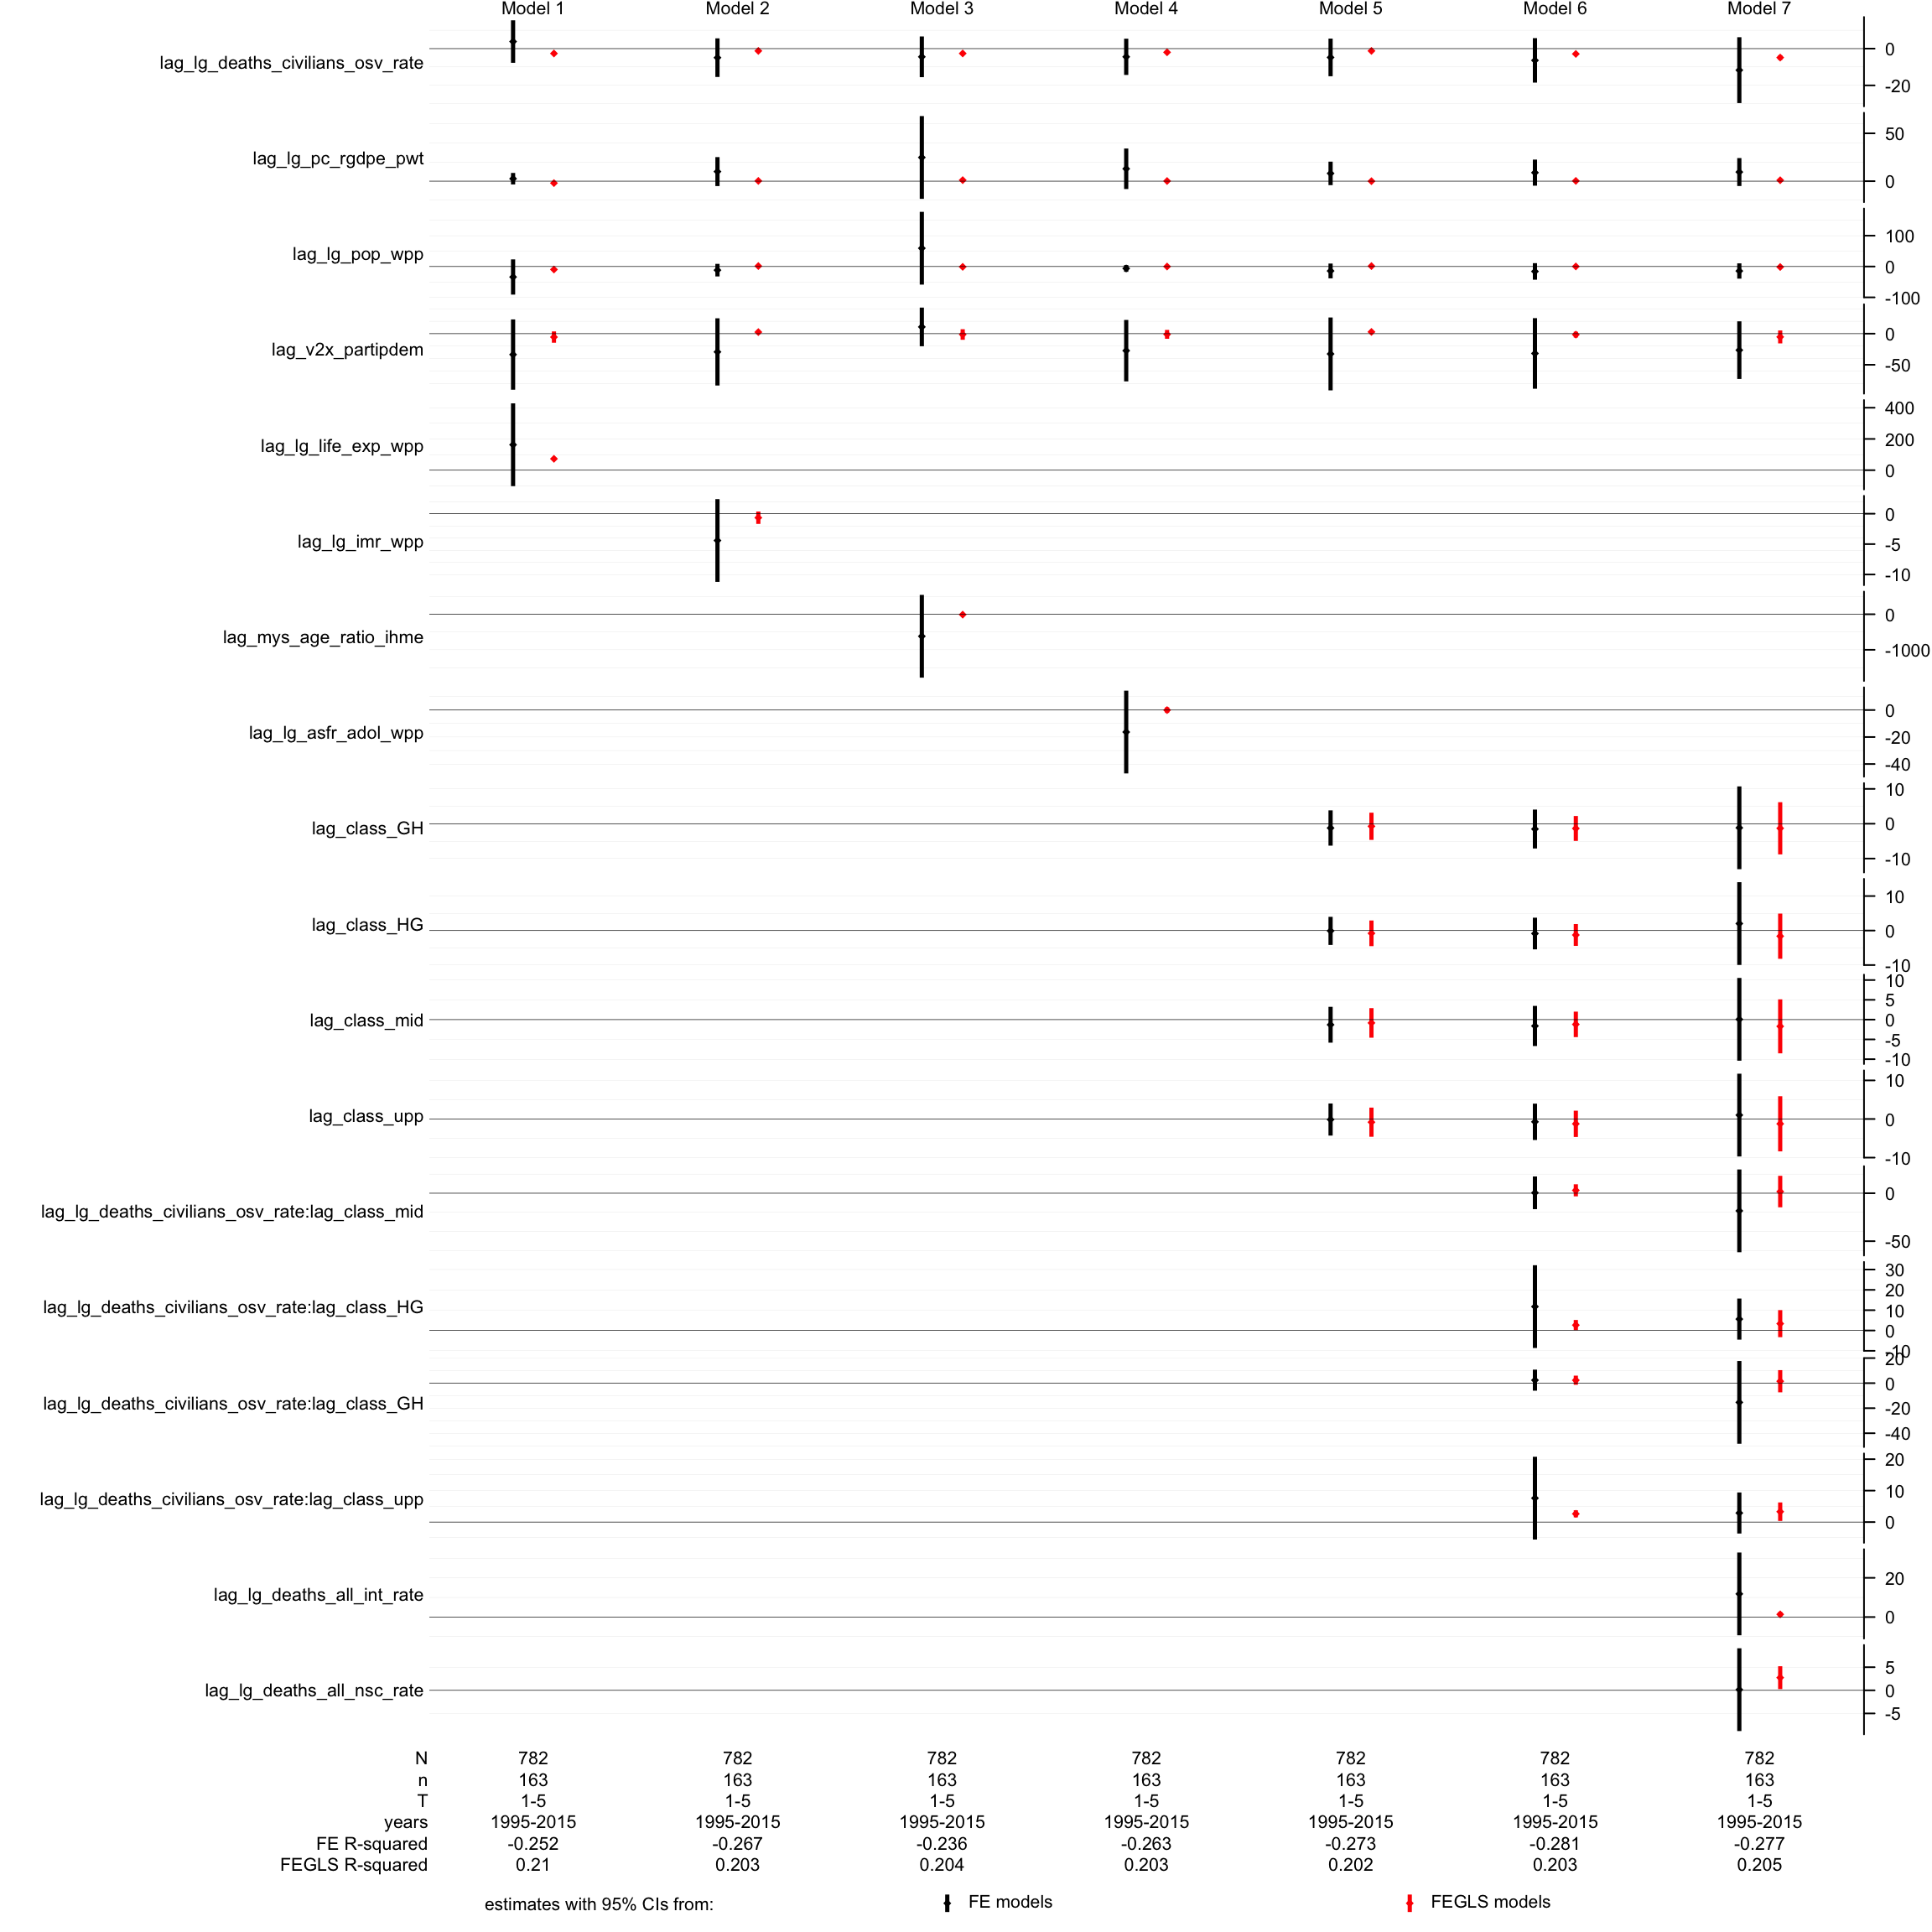 Model 1 Model 2 Model 3 Model 4 Model 5 Model 6 Model 7
lag_lg_deaths_civilians_osv_rate
0
-20
lag_lg_pc_rgdpe_pwt
50
0
lag_lg_pop_wpp
100
0
-100
lag_v2x_partipdem
0
-50
lag_lg_life_exp_wpp
400
200
0
lag_lg_imr_wpp
0
-5
-10
lag_mys_age_ratio_ihme
0
-1000
lag_lg_asfr_adol_wpp
0
-20
-40
lag_class_GH
10
0
-10
lag_class_HG
10
0
-10
lag_class_mid
10
5
0
-5
-10
lag_class_upp
10
0
-10
lag_lg_deaths_civilians_osv_rate:lag_class_mid
0
-50
lag_lg_deaths_civilians_osv_rate:lag_class_HG
30
20
10
0
-10
lag_lg_deaths_civilians_osv_rate:lag_class_GH
20
0
-20
-40
lag_lg_deaths_civilians_osv_rate:lag_class_upp
20
10
0
lag_lg_deaths_all_int_rate
20
0
lag_lg_deaths_all_nsc_rate
5
0
-5
N 782 782 782 782 782 782 782
n 163 163 163 163 163 163 163
T 1-5 1-5 1-5 1-5 1-5 1-5 1-5
years 1995-2015 1995-2015 1995-2015 1995-2015 1995-2015 1995-2015 1995-2015
FE R-squared -0.252 -0.267 -0.236 -0.263 -0.273 -0.281 -0.277
FEGLS R-squared 0.21 0.203 0.204 0.203 0.202 0.203 0.205
estimates with 95% CIs from: FE models FEGLS models